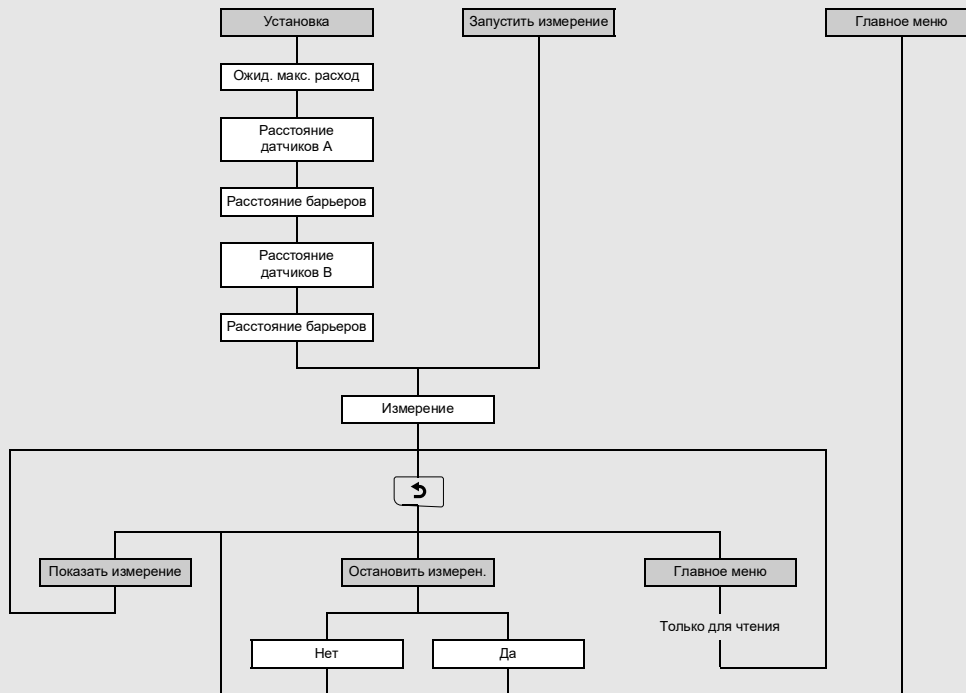 Установка
Запустить измерение
Главное меню
Ожид. макс. расход
Расстояние
датчиков A
Расстояние барьеров
Расстояние
датчиков B
Расстояние барьеров
Измерение
Показать измерение
Остановить измерен.
Главное меню
Только для чтения
Нет
Да